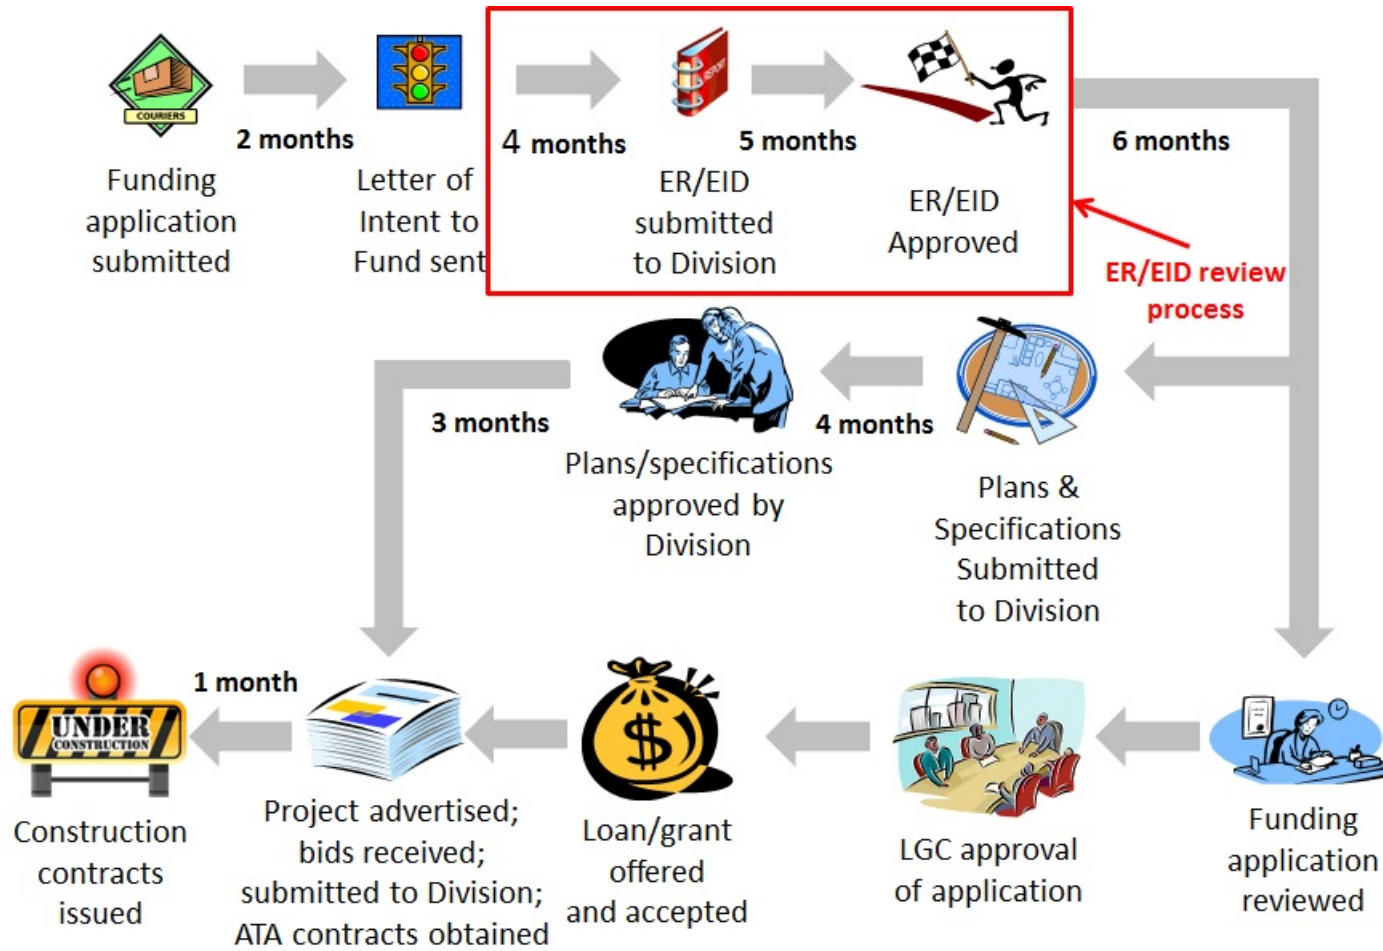 COURIERS
2 months
Funding
application
submitted
Letter of
Intent to
Fund sent
4 months
REPORT
ER/EID
submitted
to Division
5 months
ER/EID
Approved
6 months
ER/EID review
process
Plans &
Specifications
Submitted
to Division
4 months
Plans/specifications
approved by
Division
3 months
Funding
application
reviewed
LGC approval
of application
$
Loan/grant
offered
and accepted
Project advertised;
bids received;
submitted to Division;
ATA contracts obtained
1 month
UNDER
CONSTRUCTION
Construction
contracts
issued